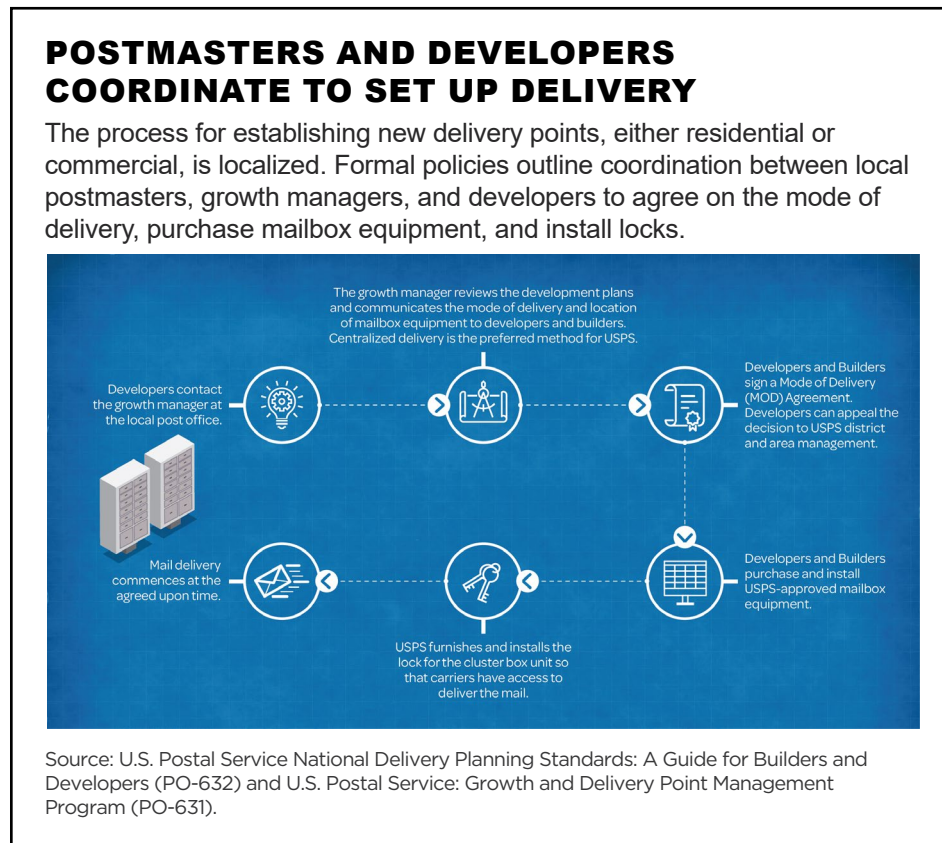 POSTMASTERS AND DEVELOPERS
COORDINATE TO SET UP DELIVERY
The process for establishing new delivery points, either residential or
commercial, is localized. Formal policies outline coordination between local
postmasters, growth managers, and developers to agree on the mode of
delivery, purchase mailbox equipment, and install locks.
Developers contact
the growth manager at
the local post office.
The growth manager reviews the development plans
and communicates the mode of delivery and location
of mailbox equipment to developers and builders.
Centralized delivery is the preferred method for USPS.
Developers and Builders
sign a Mode of Delivery
(MOD) Agreement.
Developers can appeal the
decision to USPS district
and area management.
Developers and Builders
purchase and install
USPS-approved mailbox
equipment.
USPS furnishes and installs the
lock for the cluster box unit so
that carriers have access to
deliver the mail.
Mail delivery
commences at the
agreed upon time.
Source: U.S. Postal Service National Delivery Planning Standards: A Guide for Builders and
Developers (PO-632) and U.S. Postal Service: Growth and Delivery Point Management
Program (PO-631).